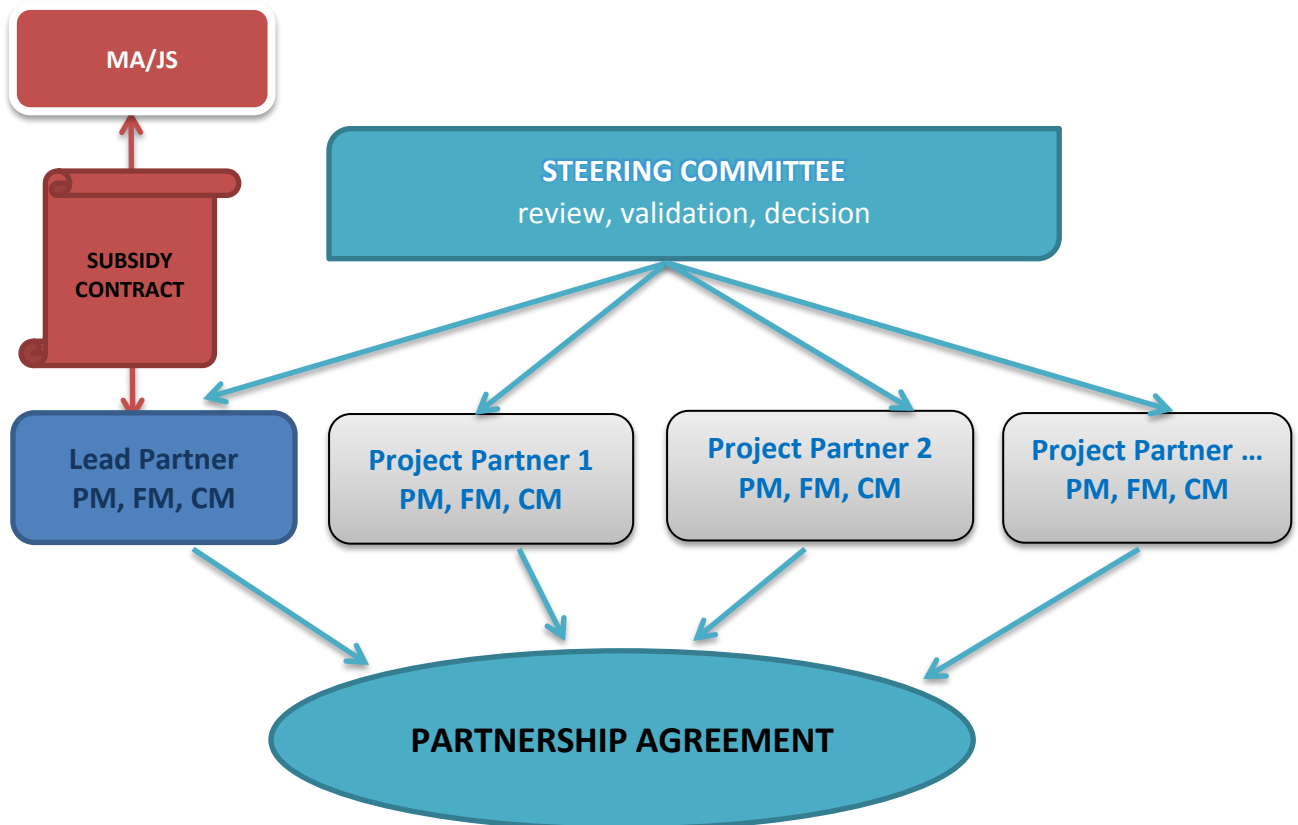 MA/JS
STEERING COMMITTEE
review, validation, decision
SUBSIDY
CONTRACT
Lead Partner
PM, FM, CM
Project Partner 1
PM, FM, CM
Project Partner 2
PM, FM, CM
Project Partner …
PM, FM, CM
PARTNERSHIP AGREEMENT